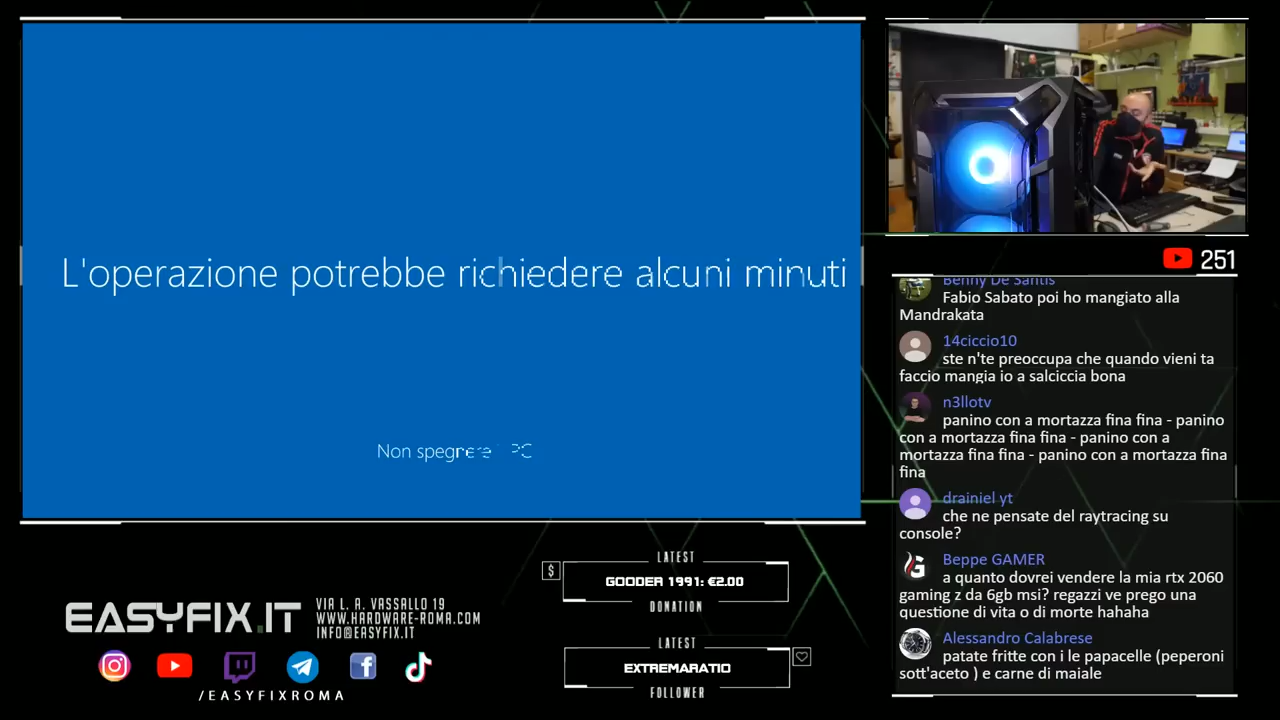 L'operazione potrebbe richiedere alcuni minuti
Non spegnere PC
251
Benny De Santis
Fabio Sabato poi ho mangiato alla
Mandrakata
14ciccio10
ste n'te preoccupa che quando vieni ta
faccio mangia io a salciccia bona
n3llotv
panino con a mortazza fina fina - panino
con a mortazza fina fina - panino con a
mortazza fina fina - panino con a mortazza fina
fina
drainiel yt
che ne pensate del raytracing su
console?
Beppe GAMER
a quanto dovrei vendere la mia rtx 2060
gaming z da 6gb msi? regazzi ve prego una
questione di vita o di morte hahaha
Alessandro Calabrese
patate fritte con i le papacelle (peperoni
sott'aceto ) e carne di maiale
LATEST
$
GOODER 1991: €2.00
DONATION
LATEST
EXTREMARATIO
FOLLOWER
EASYFIX.IT
VIA L. A. VASSALLO 19
WWW.HARDWARE-ROMA.COM
INFO@EASYFIX.IT
/EASYFIXROMA